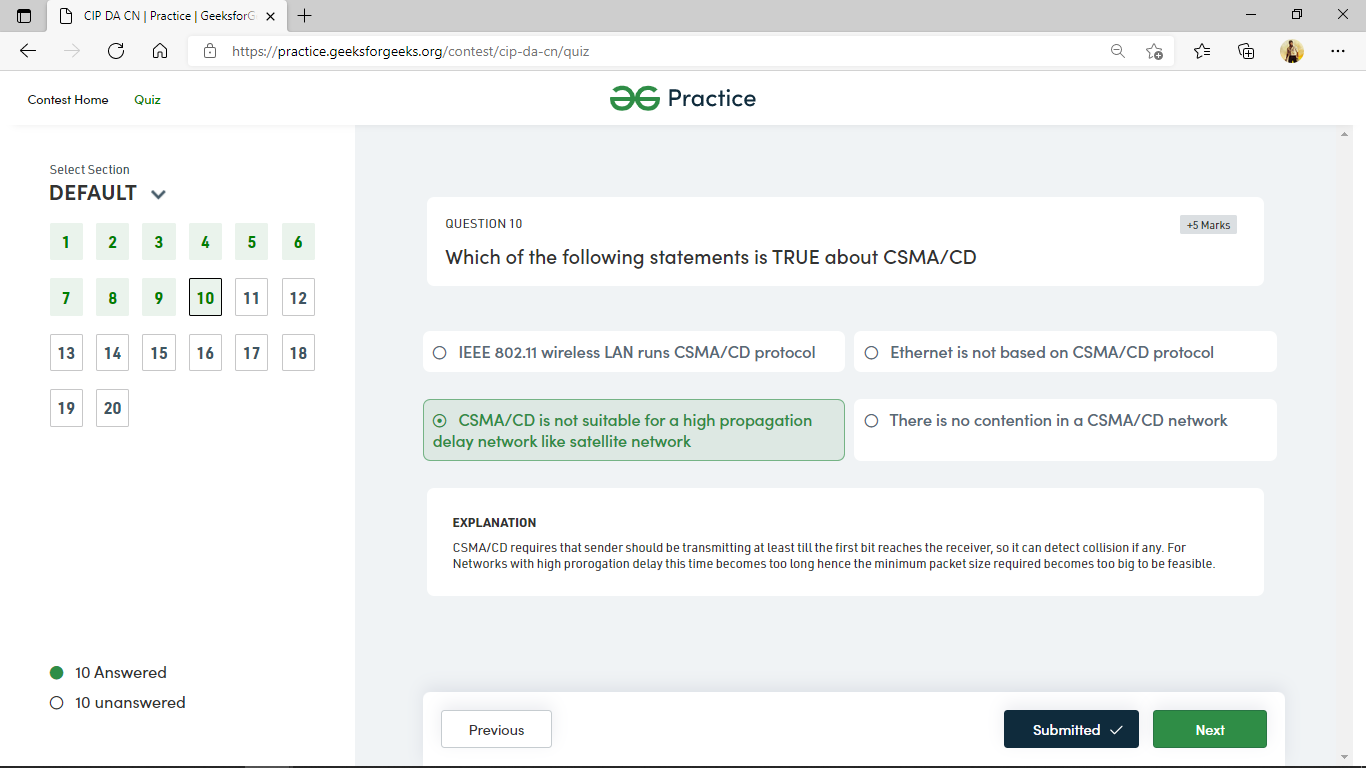 CIP DA CN | Practice | GeeksforG
https://practice.geeksforgeeks.org/contest/cip-da-cn/quiz
Contest Home
Quiz
Practice
Select Section
DEFAULT
1 2 3 4 5 6
7 8 9 10 11 12
13 14 15 16 17 18
19 20
10 Answered
10 unanswered
QUESTION 10
+5 Marks
Which of the following statements is TRUE about CSMA/CD
IEEE 802.11 wireless LAN runs CSMA/CD protocol
Ethernet is not based on CSMA/CD protocol
CSMA/CD is not suitable for a high propagation
delay network like satellite network
There is no contention in a CSMA/CD network
EXPLANATION
CSMA/CD requires that sender should be transmitting at least till the first bit reaches the receiver, so it can detect collision if any. For
Networks with high prorogation delay this time becomes too long hence the minimum packet size required becomes too big to be feasible.
Previous
Submitted
Next